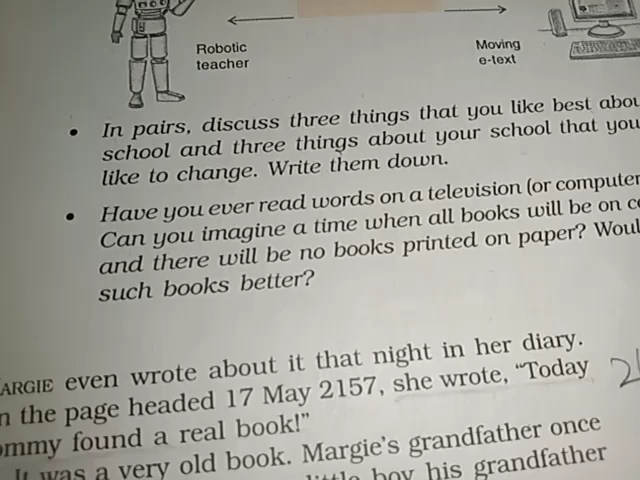 Robotic
teacher
Moving
e-text
• In pairs, discuss three things that you like best
school and three things about your school that you
like to change. Write them down.
• Have you ever read words on a television (or computer
Can you imagine a time when all books will be on
and there will be no books printed on paper? Would
such books better?
ARGIE even wrote about it that night in her diary.
n the page headed 17 May 2157, she wrote, “Today
ommy found a real book!”
It was a very old book. Margie’s grandfather once
little boy his grandfather